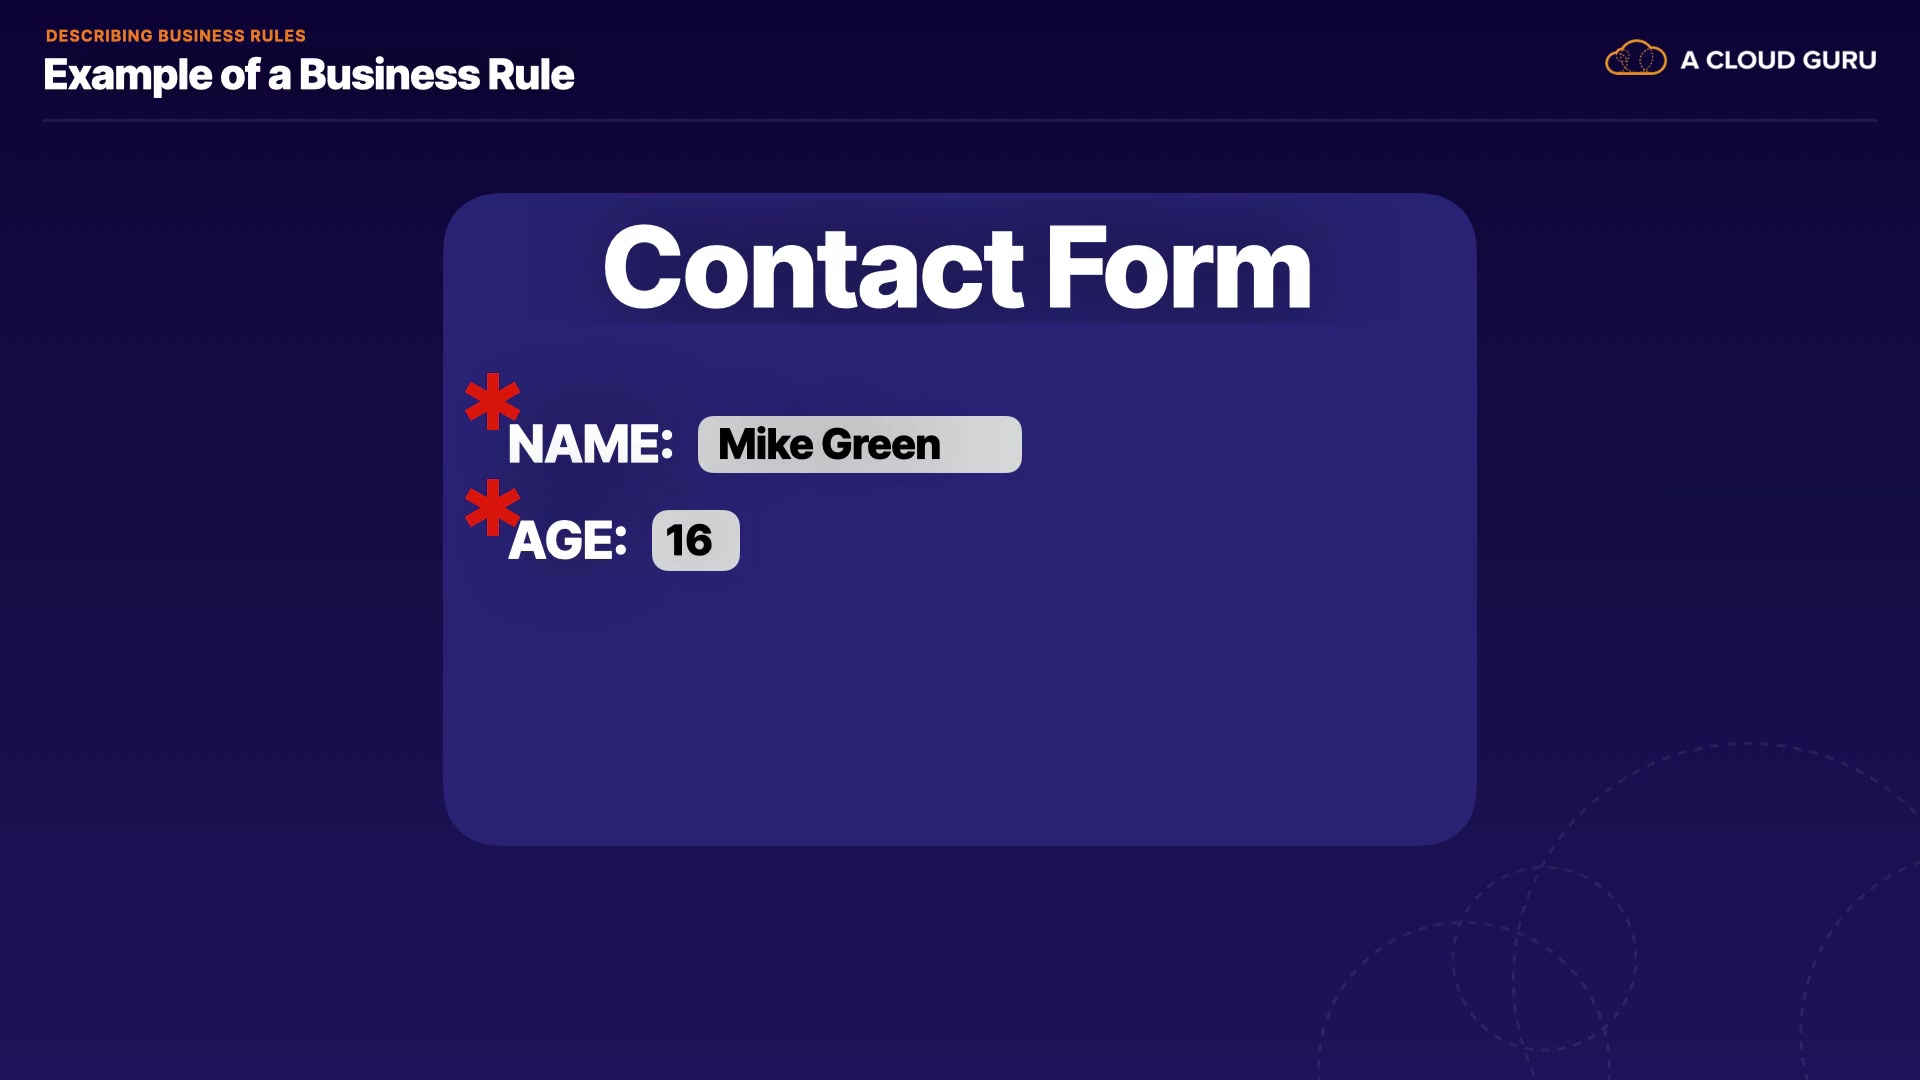 DESCRIBING BUSINESS RULES
Example of a Business Rule
A CLOUD GURU
Contact Form
* NAME: Mike Green
* AGE: 16